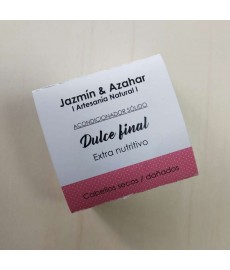 Jazmín & Azahar
| Artesanía Natural |
ACONDICIONADOR SÓLIDO
Dulce final
Extra nutritivo
Cabellos secos / dañados